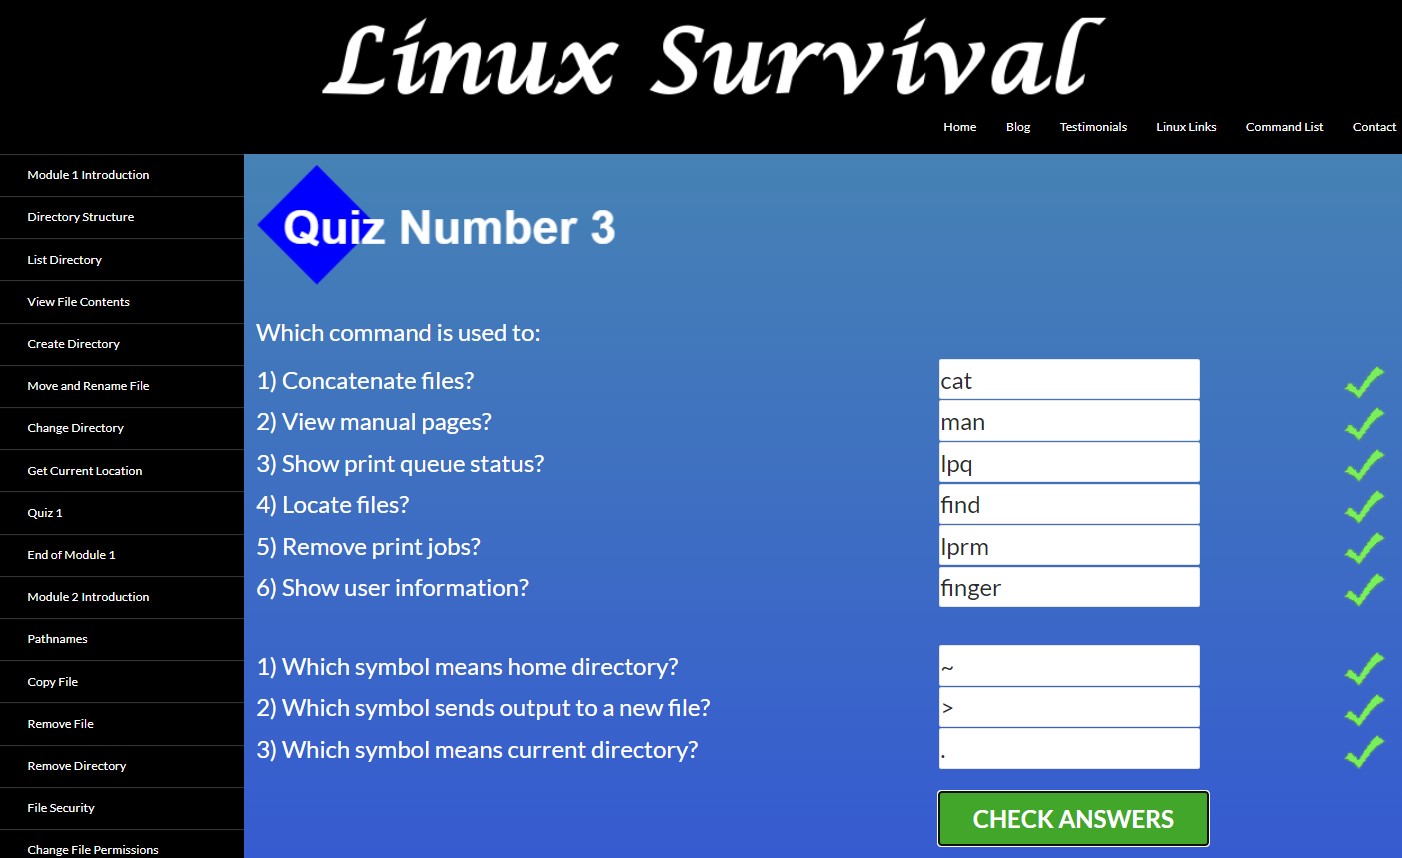 Linux Survival
Home Blog Testimonials Linux Links Command List Contact
Module 1 Introduction
Directory Structure
List Directory
View File Contents
Create Directory
Move and Rename File
Change Directory
Get Current Location
Quiz 1
End of Module 1
Module 2 Introduction
Pathnames
Copy File
Remove File
Remove Directory
File Security
Change File Permissions
Quiz Number 3
Which command is used to:
1) Concatenate files? cat
2) View manual pages? man
3) Show print queue status? lpq
4) Locate files? find
5) Remove print jobs? lprm
6) Show user information? finger
1) Which symbol means home directory? ~
2) Which symbol sends output to a new file? >
3) Which symbol means current directory? .
CHECK ANSWERS